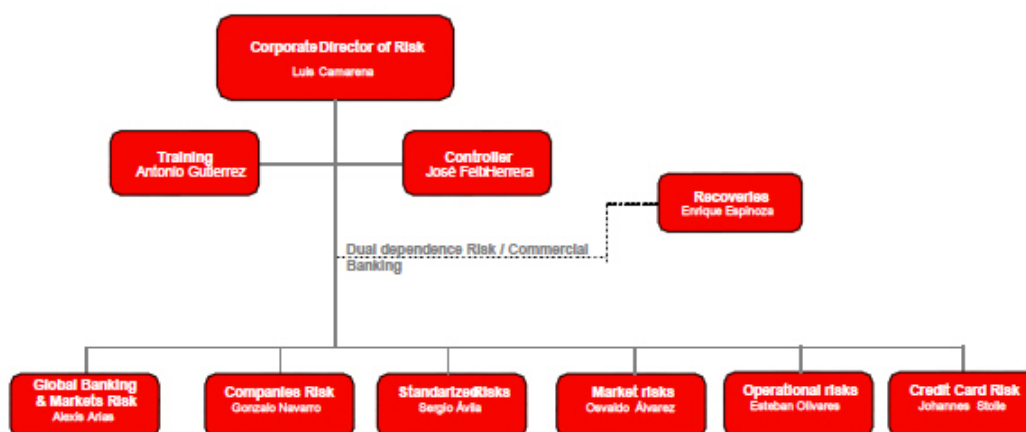 Corporate Director of Risk
Luis Camarena
Training
Antonio Gutierrez
Controller
José FelixHerrera
Recoveries
Enrique Espinoza
Dual dependence Risk / Commercial
Banking
Global Banking
& Markets Risk
Alexis Arias
Companies Risk
Gonzalo Navarro
StandarizedRisks
Sergio Ávila
Market risks
Osvaldo Álvarez
Operational risks
Esteban Olivares
Credit Card Risk
Johannes Stolle